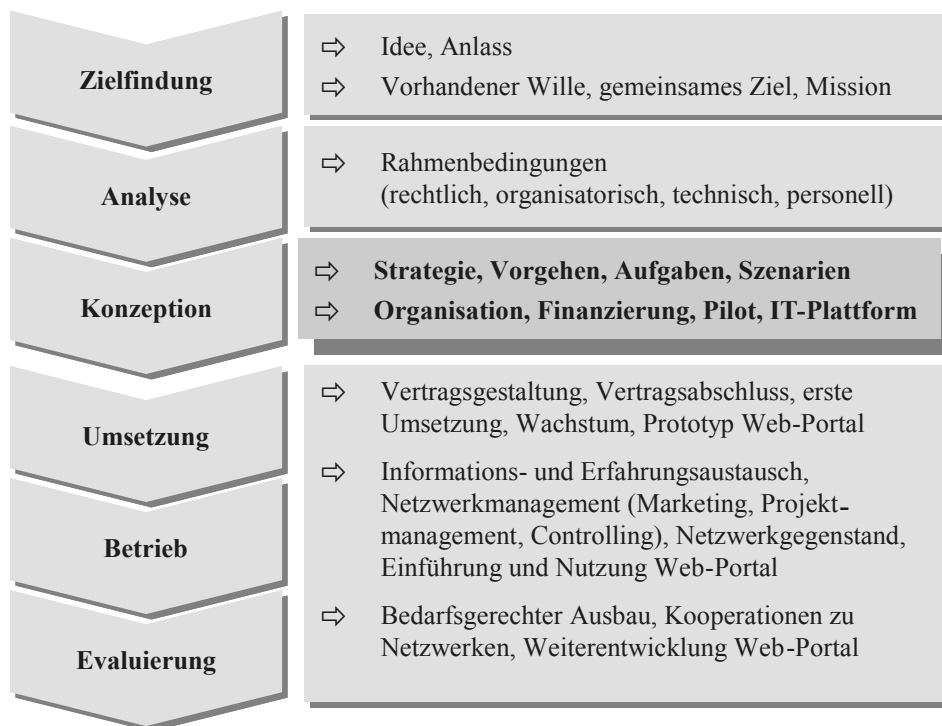 Zielfindung
⇨ Idee, Anlass
⇨ Vorhandener Wille, gemeinsames Ziel, Mission
Analyse
⇨ Rahmenbedingungen
(rechtlich, organisatorisch, technisch, personell)
Konzeption
⇨ Strategie, Vorgehen, Aufgaben, Szenarien
⇨ Organisation, Finanzierung, Pilot, IT-Plattform
Umsetzung
⇨ Vertragsgestaltung, Vertragsabschluss, erste
Umsetzung, Wachstum, Prototyp Web-Portal
Betrieb
⇨ Informations- und Erfahrungsaustausch,
Netzwerkmanagement (Marketing, Projekt-
management, Controlling), Netzwerkgegenstand,
Einführung und Nutzung Web-Portal
Evaluierung
⇨ Bedarfsgerechter Ausbau, Kooperationen zu
Netzwerken, Weiterentwicklung Web-Portal